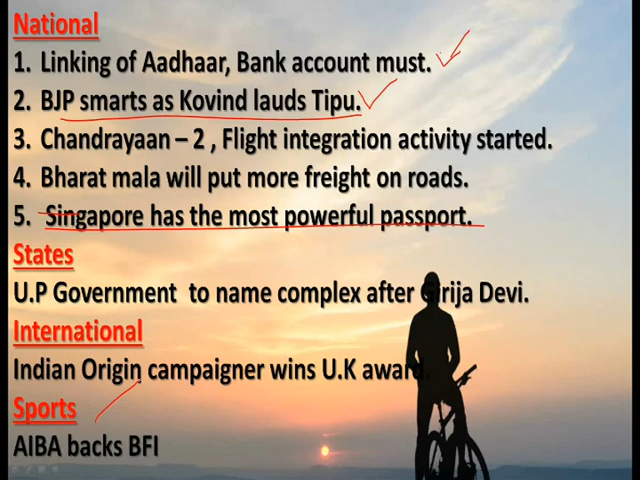 National
1. Linking of Aadhaar, Bank account must.
2. BJP smarts as Kovind lauds Tipu.
3. Chandrayaan – 2 , Flight integration activity started.
4. Bharat mala will put more freight on roads.
5. Singapore has the most powerful passport.
States
U.P Government to name complex after Girija Devi.
International
Indian Origin campaigner wins U.K award.
Sports
AIBA backs BFI